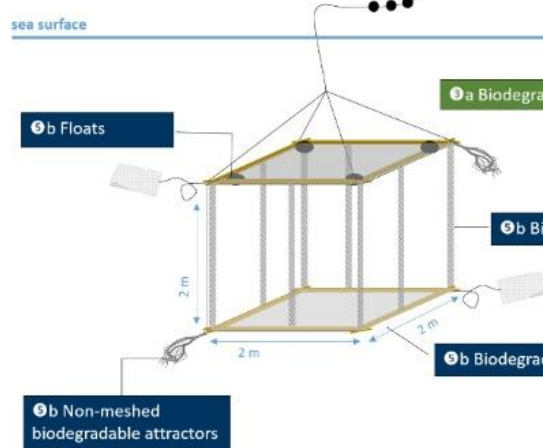 sea surface
❸a Biodegra
❺b Floats
❺b Bi
2 m
2 m
2 m
❺b Biodegrad
❺b Non-meshed
biodegradable attractors